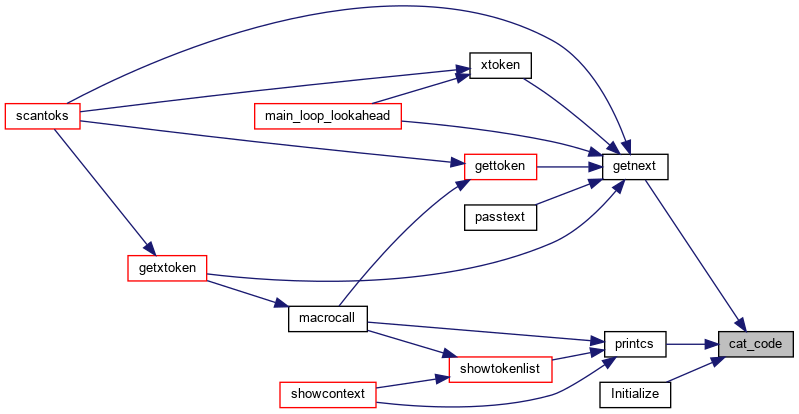 xtoken
scantoks
main_loop_lookahead
gettoken
getnext
passtext
getxtoken
macrocall
printcs
cat_code
showtokenlist
showcontext
Initialize